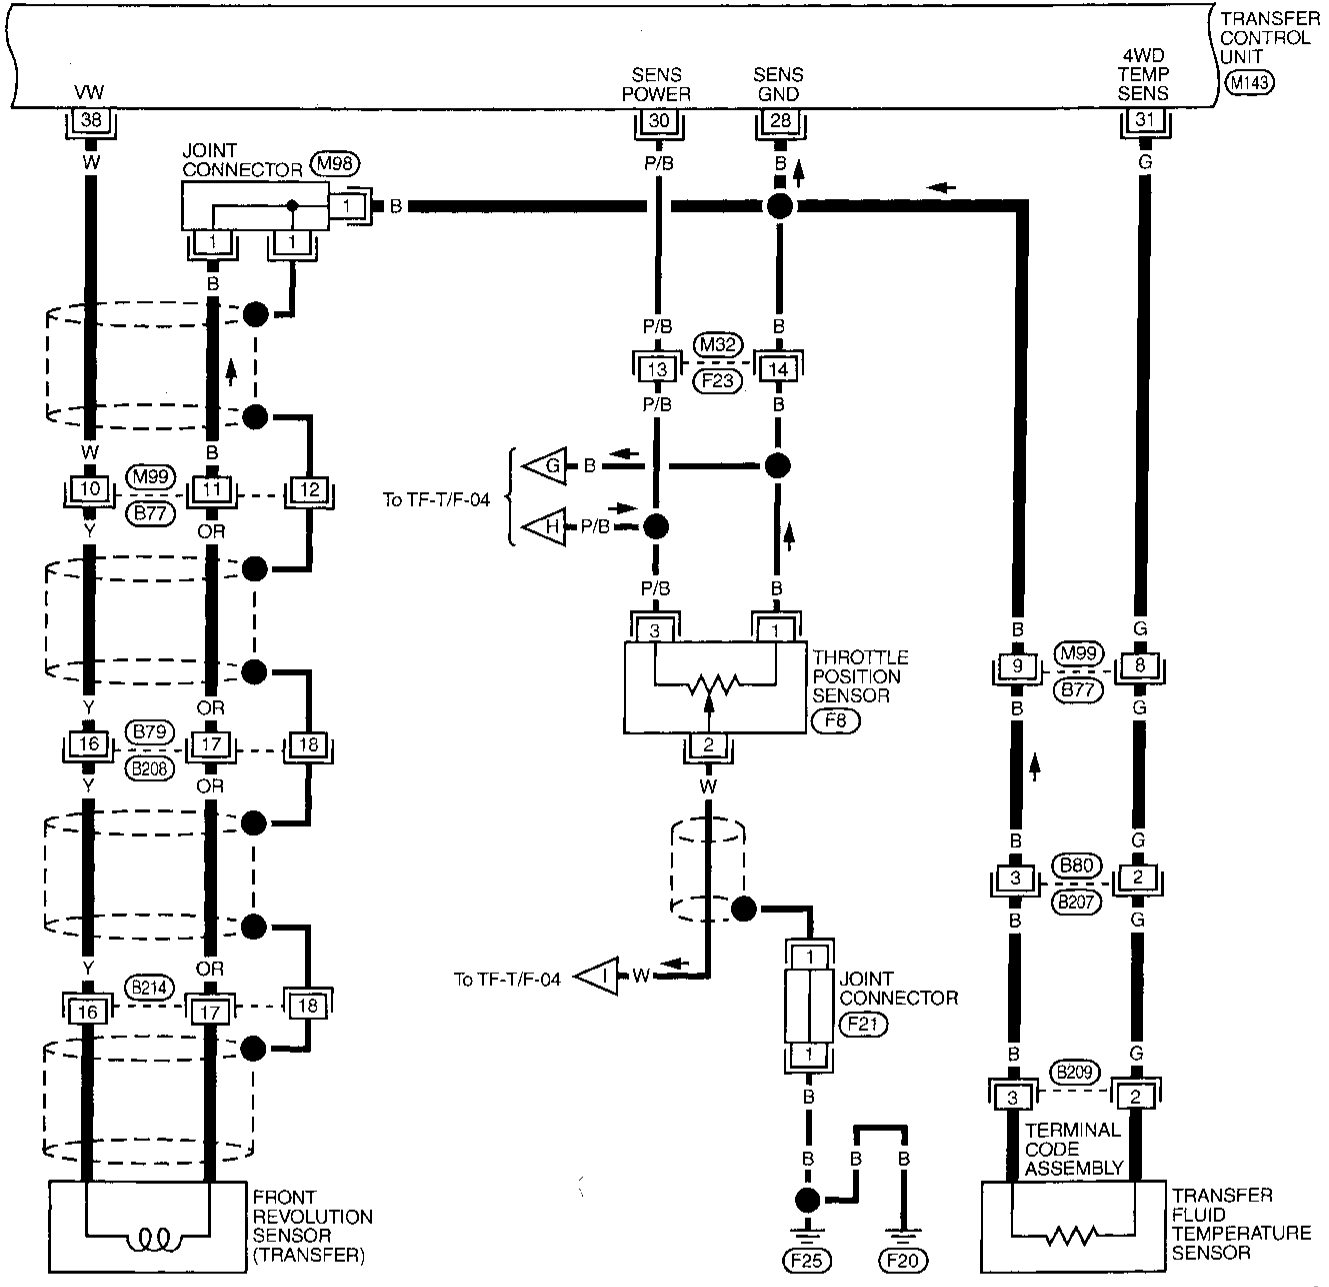 TRANSFER
CONTROL
UNIT
M143
VW
SENS
POWER
SENS
GND
4WD
TEMP
SENS
38
30
28
31
W
P/B
B
G
JOINT
CONNECTOR
M98
1
B
1
1
B
P/B
B
M32
13
14
F23
P/B
B
W
B
M99
10
11
12
B77
G
B
To TF-T/F-04
H
P/B
Y
OR
P/B
B
3
1
B
G
M99
9
8
B77
THROTTLE
POSITION
SENSOR
F8
B
G
Y
OR
B79
16
17
18
B208
2
Y
OR
W
B
G
B80
3
2
B207
B
G
Y
OR
B214
16
17
18
To TF-T/F-04
I
W
1
JOINT
CONNECTOR
F21
1
B
B
G
B209
3
2
TERMINAL
CODE
ASSEMBLY
B
B
B
FRONT
REVOLUTION
SENSOR
(TRANSFER)
F25
F20
TRANSFER
FLUID
TEMPERATURE
SENSOR